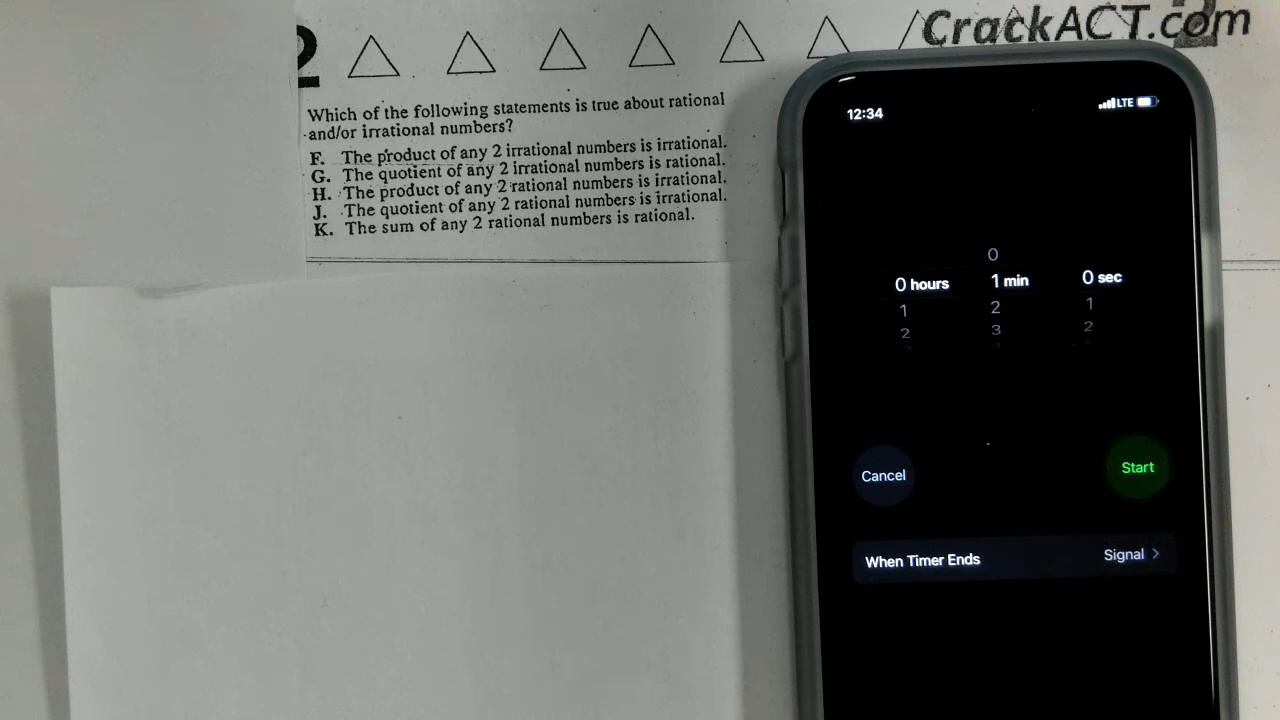 2
CrackACT.com
Which of the following statements is true about rational
and/or irrational numbers?
F. The product of any 2 irrational numbers is irrational.
G. The quotient of any 2 irrational numbers is rational.
H. The product of any 2 rational numbers is irrational.
J. The quotient of any 2 rational numbers is irrational.
K. The sum of any 2 rational numbers is rational.
12:34 LTE
0
0 hours 1 min 0 sec
1 2 1
2 3 2
Cancel Start
When Timer Ends Signal